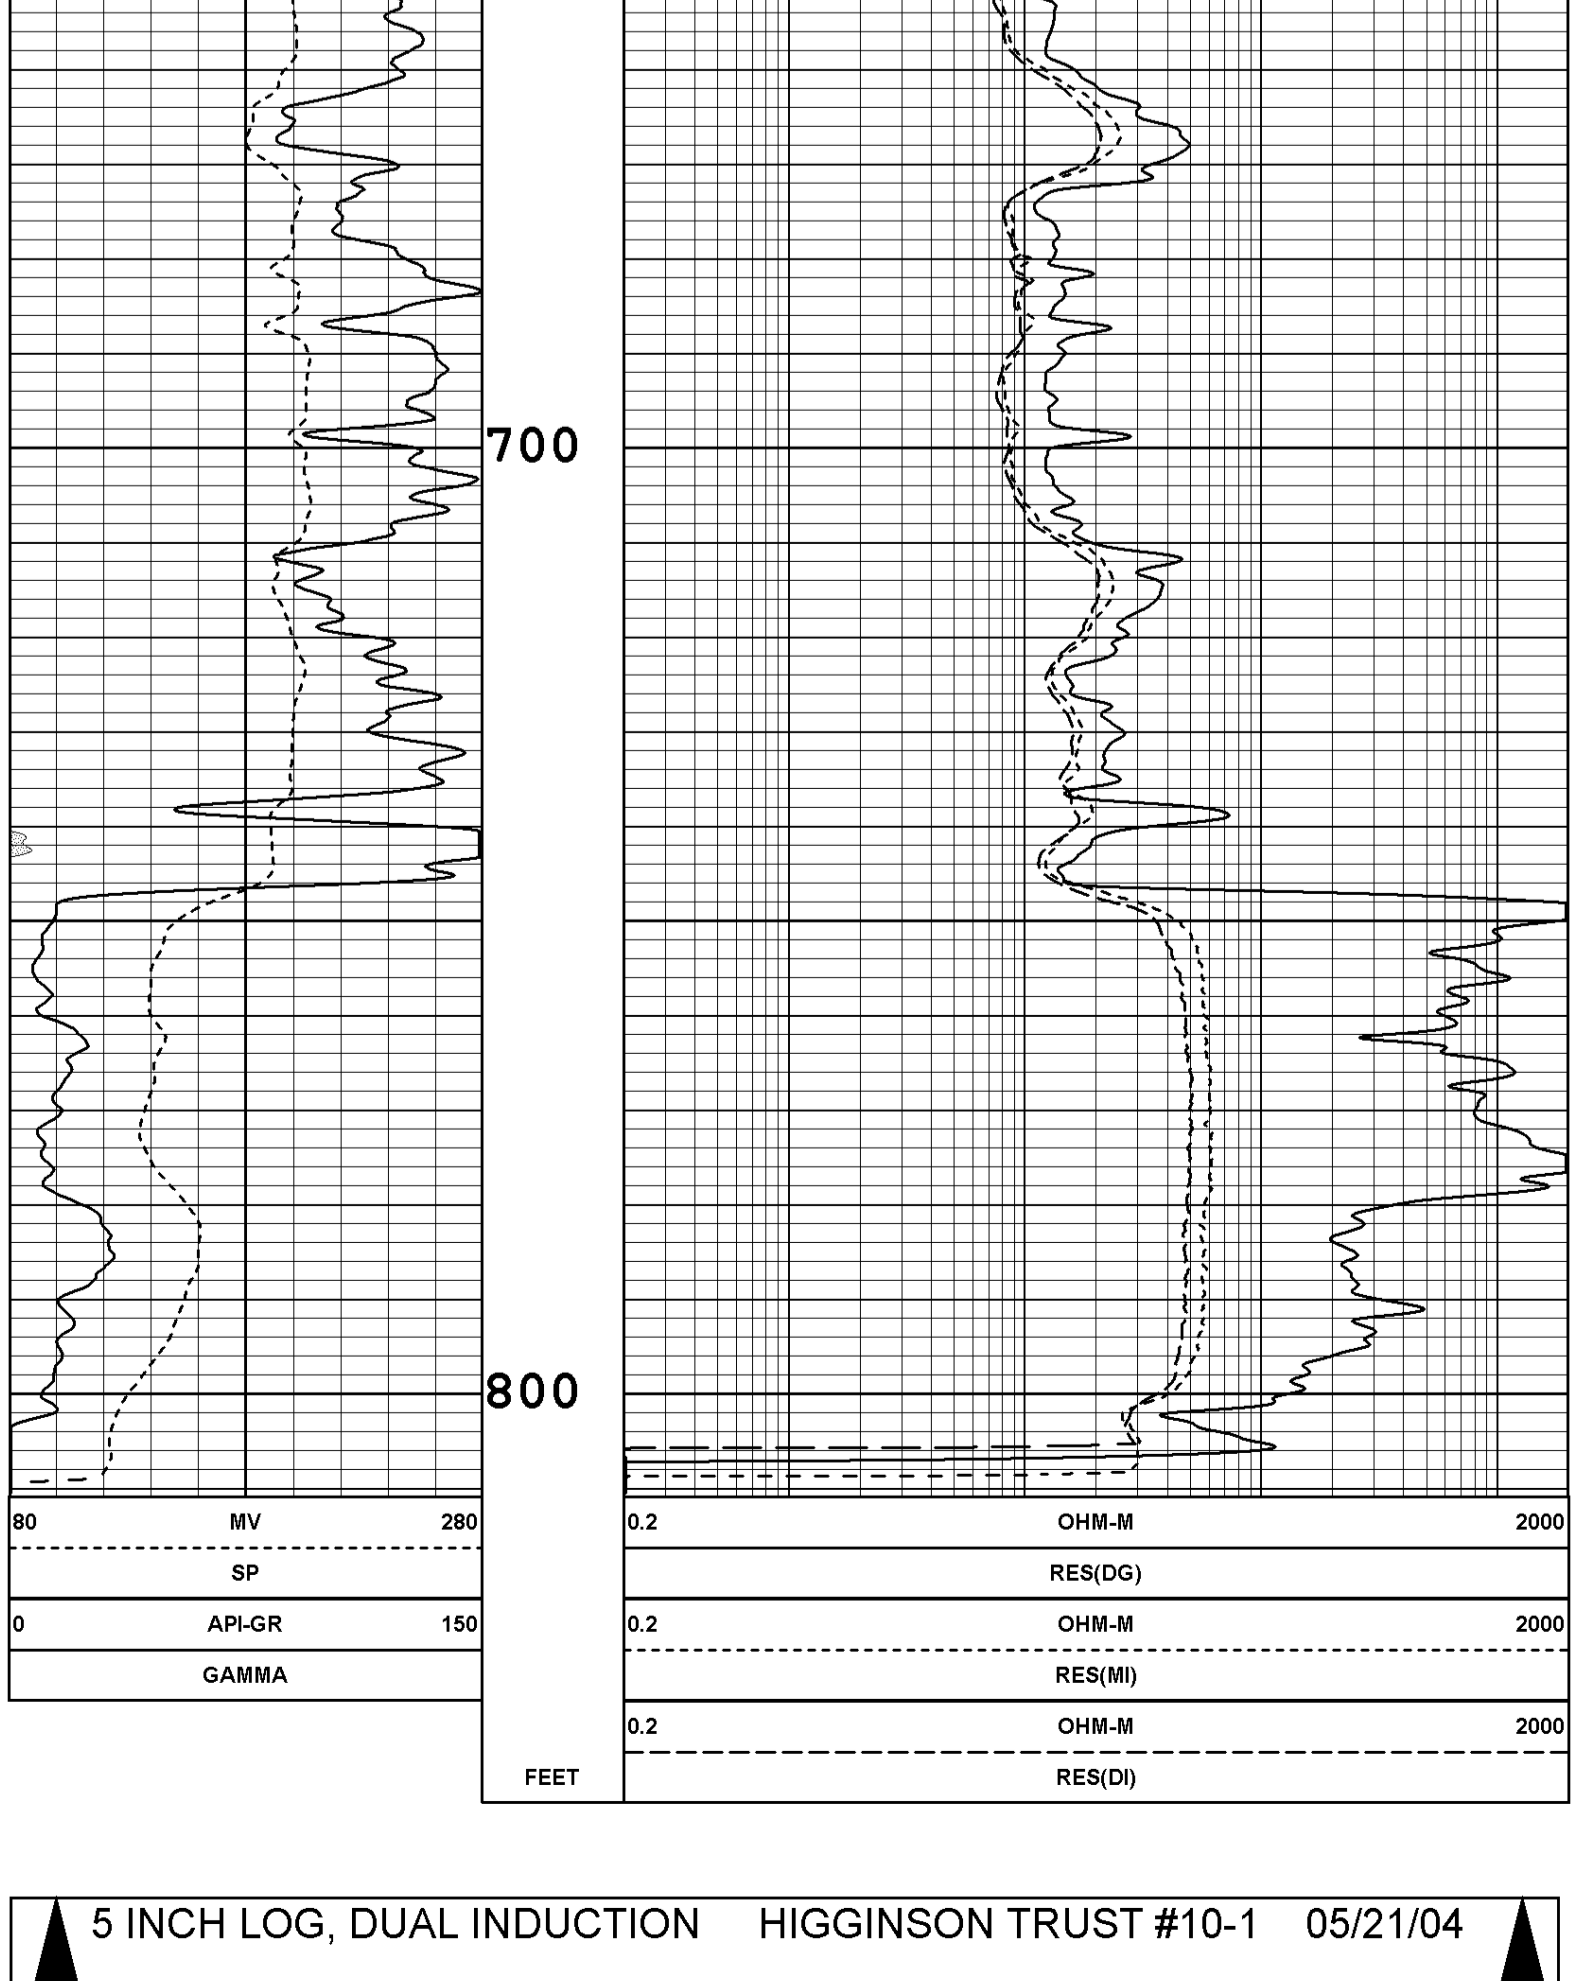 700
800
80 MV 280
SP
0 API-GR 150
GAMMA
FEET
0.2 OHM-M 2000
RES(DG)
0.2 OHM-M 2000
RES(MI)
0.2 OHM-M 2000
RES(DI)
5 INCH LOG, DUAL INDUCTION HIGGINSON TRUST #10-1 05/21/04